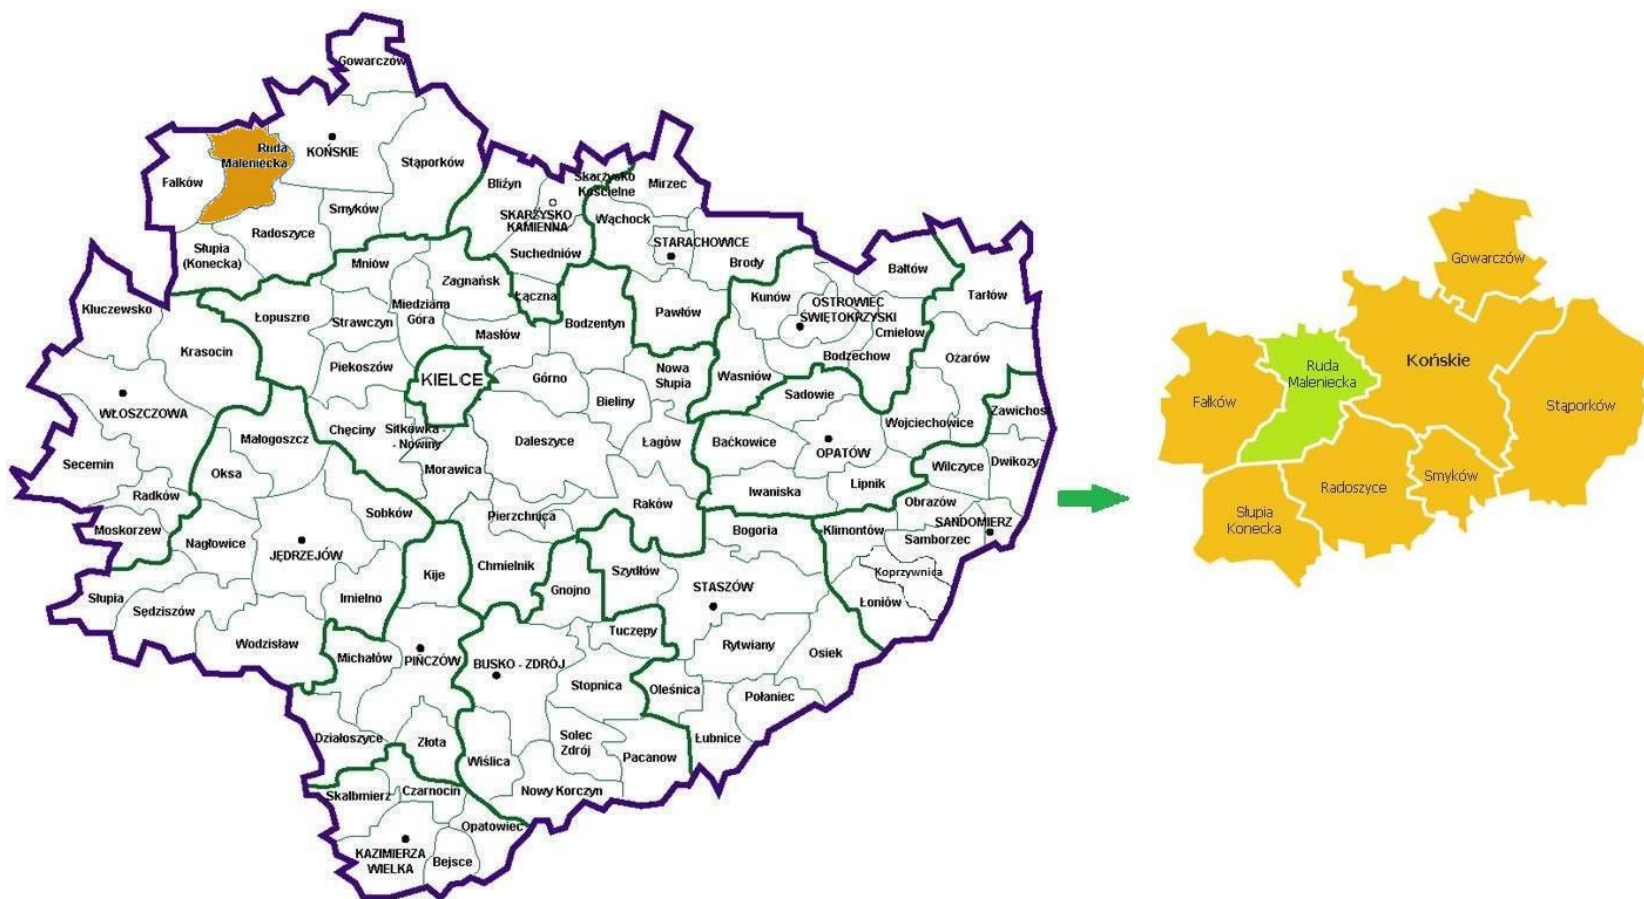 Gowarczów
Ruda
Maleniecka
KOŃSKIE
Stąporków
Falków
Smyków
Radoszyce
Słupia
(Konecka)
Bliżyn
Skarżysko
Kościelne
Mirzec
SKARŻYSKO
KAMIENNA
Wąchock
STARACHOWICE
Suchedniów
Brody
Mniów
Zagnańsk
Łączna
Bałtów
Tarłów
Kluczewsko
Łopuszno
Strawczyn
Miedziana
Góra
Masłów
Bodzentyn
Pawłów
Kunów
OSTROWIEC
ŚWIĘTOKRZYSKI
Cmielow
Bodzechow
Krasocin
Piekoszów
KIELCE
Górno
Nowa
Słupia
Wasniów
Ożarów
WŁOSZCZOWA
Bieliny
Sadowie
Wojciechowice
Zawichos
Małogoszcz
Chęciny
Sitkówka -
- Nowiny
Daleszyce
Łagów
Baćkowice
OPATÓW
Secemin
Oksa
Morawica
Wilczyce
Dwikozy
Radków
Iwaniska
Lipnik
Moskorzew
Sobków
Pierzchnica
Raków
Obrazów
SANDOMIERZ
Nagłowice
JĘDRZEJÓW
Bogoria
Klimontów
Samborzec
Kije
Chmielnik
Szydłów
Koprzywnica
Słupia
Sędziszów
Imielno
Gnojno
STASZÓW
Łoniów
Wodzisław
Tuczępy
Rytwiany
Osiek
Michałów
PIŃCZÓW
BUSKO - ZDRÓJ
Stopnica
Oleśnica
Połaniec
Działoszyce
Złota
Solec
Zdrój
Łubnice
Wiślica
Pacanow
Skalbmierz
Czarnocin
Nowy Korczyn
Opatowiec
KAZIMIERZA
WIELKA
Bejsce
Gowarczów
Ruda
Maleniecka
Końskie
Fałków
Stąporków
Radoszyce
Smyków
Słupia
Konecka